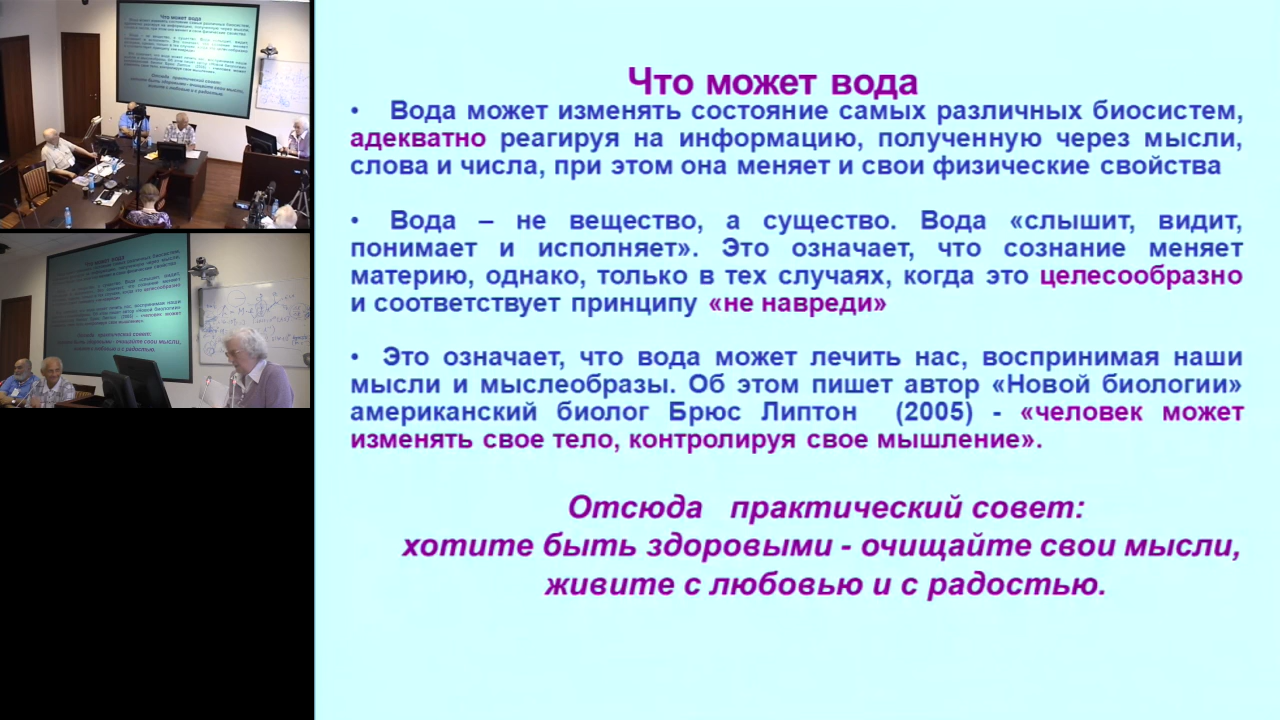 Что может вода
• Вода может изменять состояние самых различных биосистем,
адекватно реагируя на информацию, полученную через мысли,
слова и числа, при этом она меняет и свои физические свойства
• Вода – не вещество, а существо. Вода «слышит, видит,
понимает и исполняет». Это означает, что сознание меняет
материю, однако, только в тех случаях, когда это целесообразно
и соответствует принципу «не навреди»
• Это означает, что вода может лечить нас, воспринимая наши
мысли и мыслеобразы. Об этом пишет автор «Новой биологии»
американский биолог Брюс Липтон (2005) - «человек может
изменять свое тело, контролируя свое мышление».
Отсюда практический совет:
хотите быть здоровыми - очищайте свои мысли,
живите с любовью и с радостью.